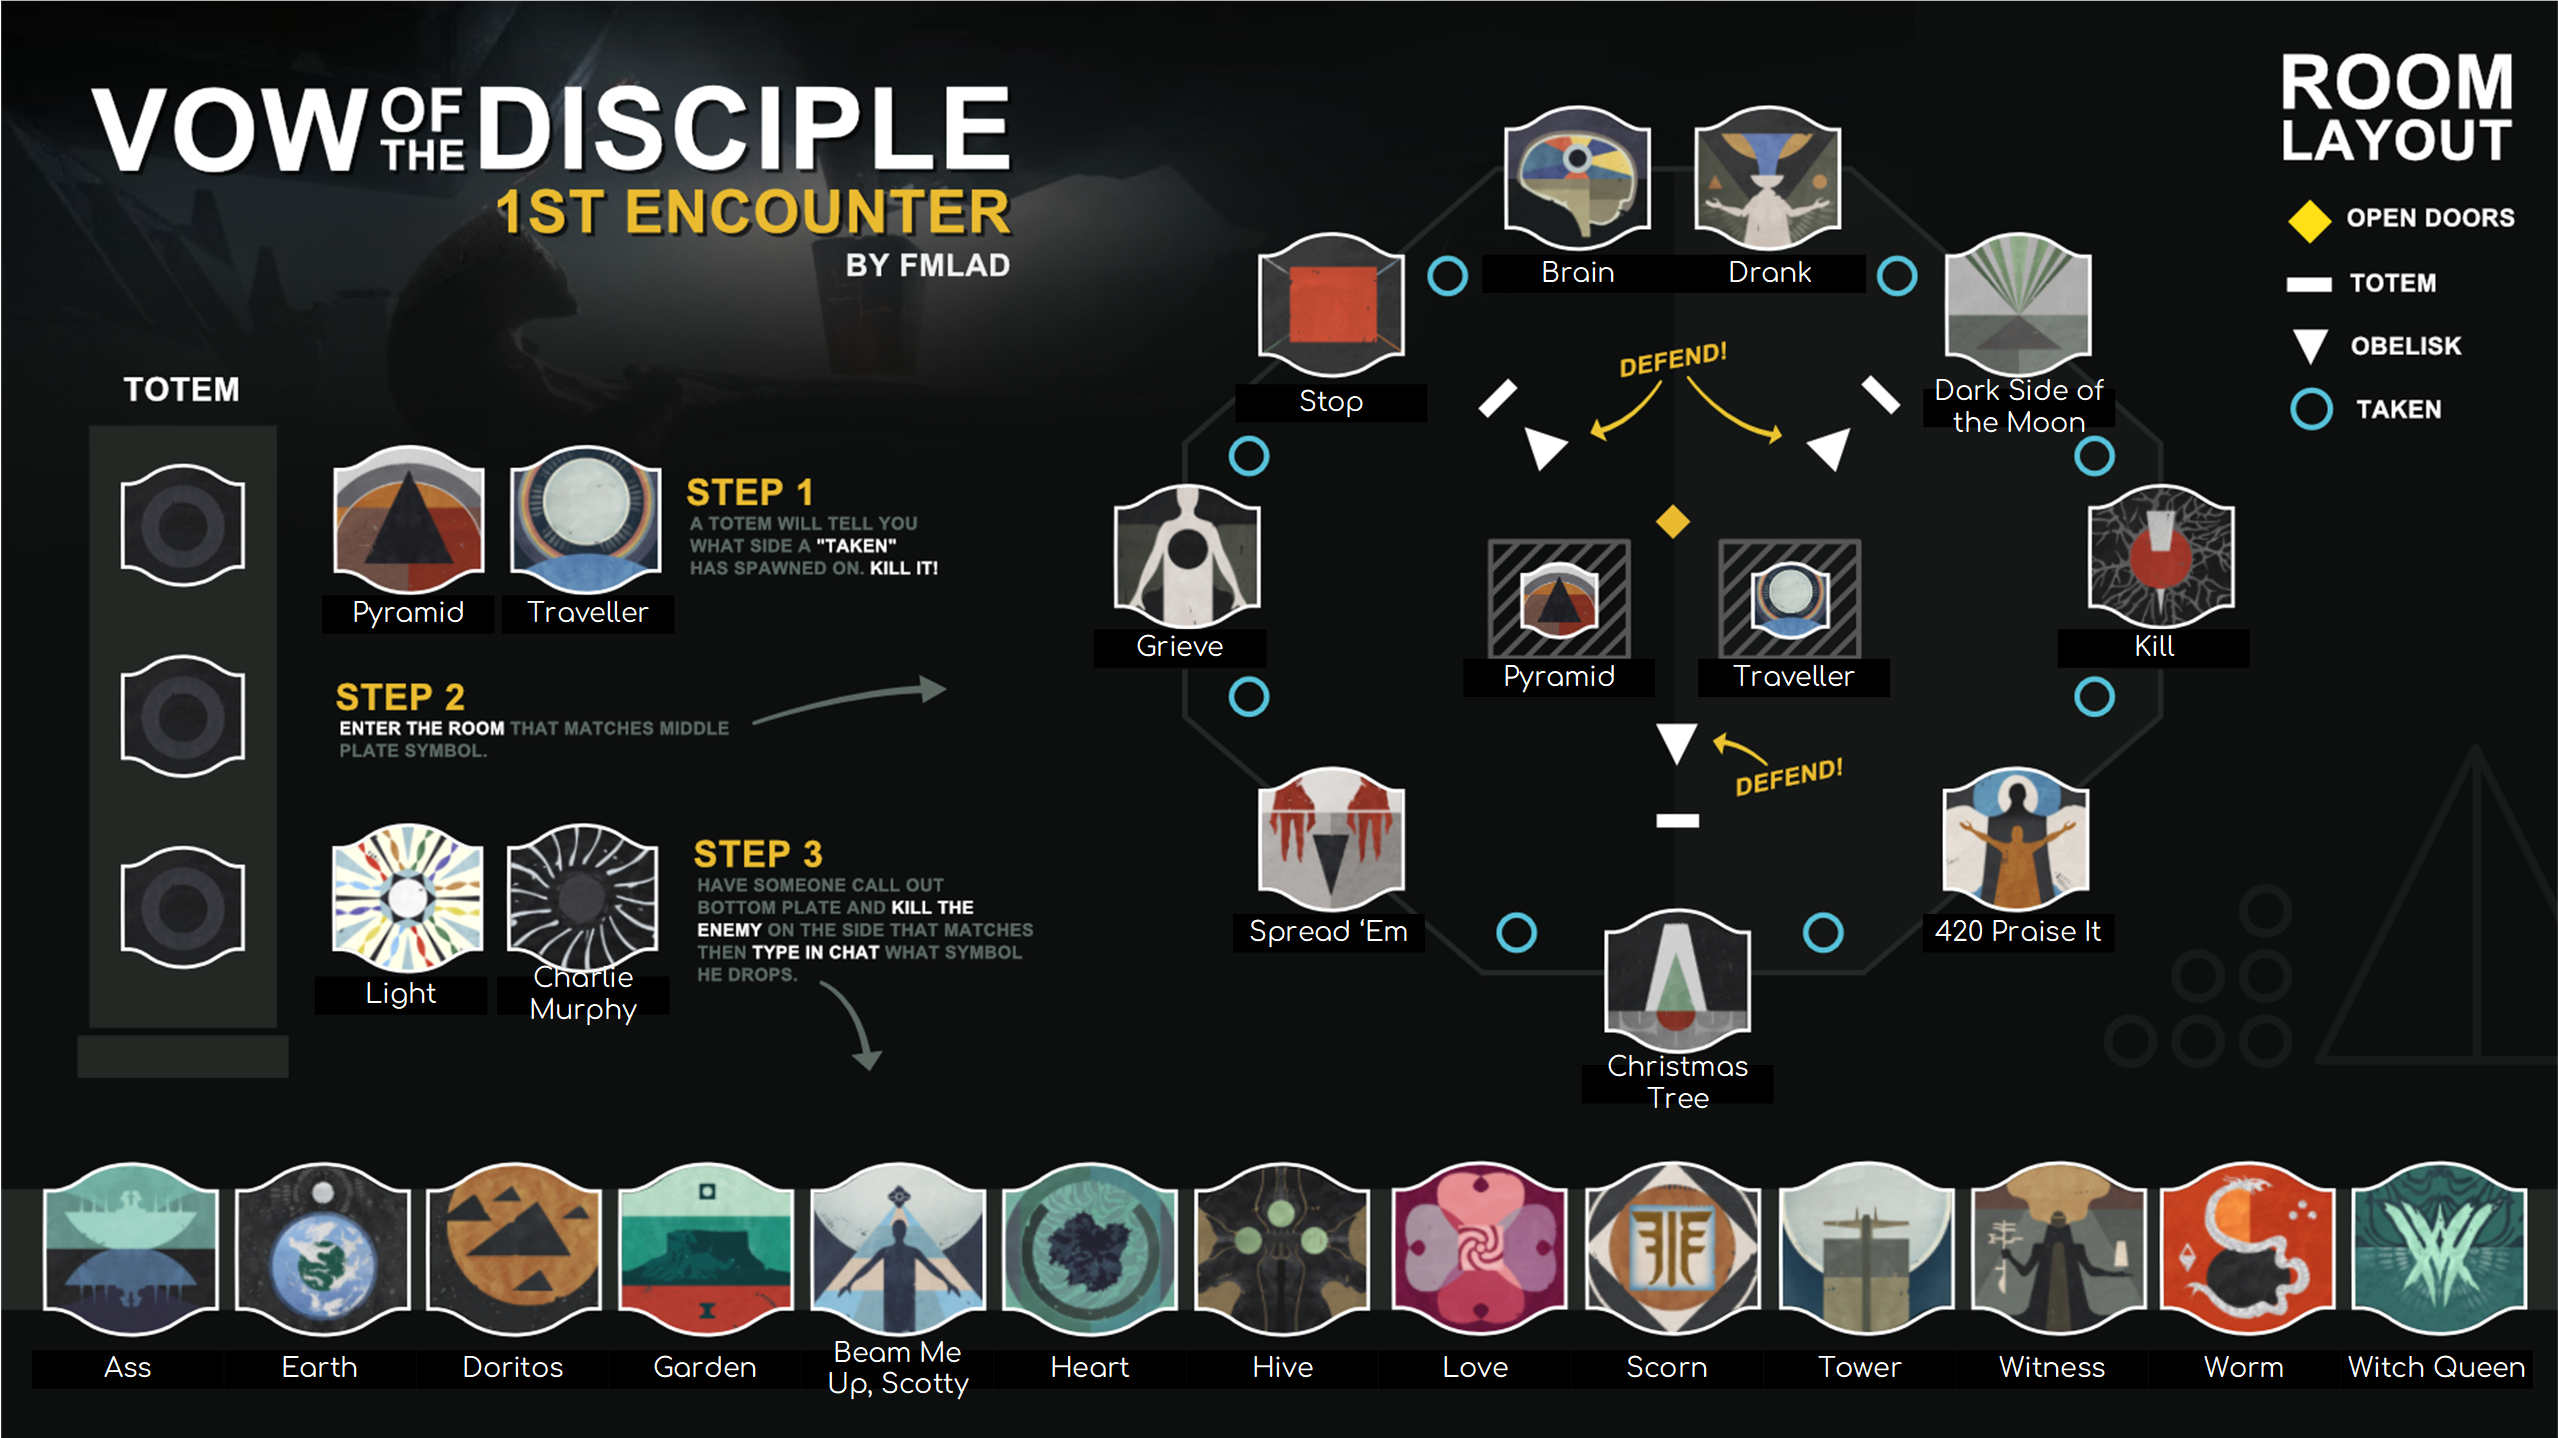 VOW OF THE DISCIPLE
1ST ENCOUNTER
BY FMLAD
TOTEM
Pyramid
Traveller
STEP 1
A TOTEM WILL TELL YOU
WHAT SIDE A "TAKEN"
HAS SPAWNED ON. KILL IT!
STEP 2
ENTER THE ROOM THAT MATCHES MIDDLE
PLATE SYMBOL.
Light
Charlie
Murphy
STEP 3
HAVE SOMEONE CALL OUT
BOTTOM PLATE AND KILL THE
ENEMY ON THE SIDE THAT MATCHES
THEN TYPE IN CHAT WHAT SYMBOL
HE DROPS.
ROOM
LAYOUT
OPEN DOORS
TOTEM
OBELISK
TAKEN
Brain
Drank
Stop
Dark Side of
the Moon
DEFEND!
Grieve
Kill
Pyramid
Traveller
DEFEND!
Spread ‘Em
420 Praise It
Christmas
Tree
Ass
Earth
Doritos
Garden
Beam Me
Up, Scotty
Heart
Hive
Love
Scorn
Tower
Witness
Worm
Witch Queen